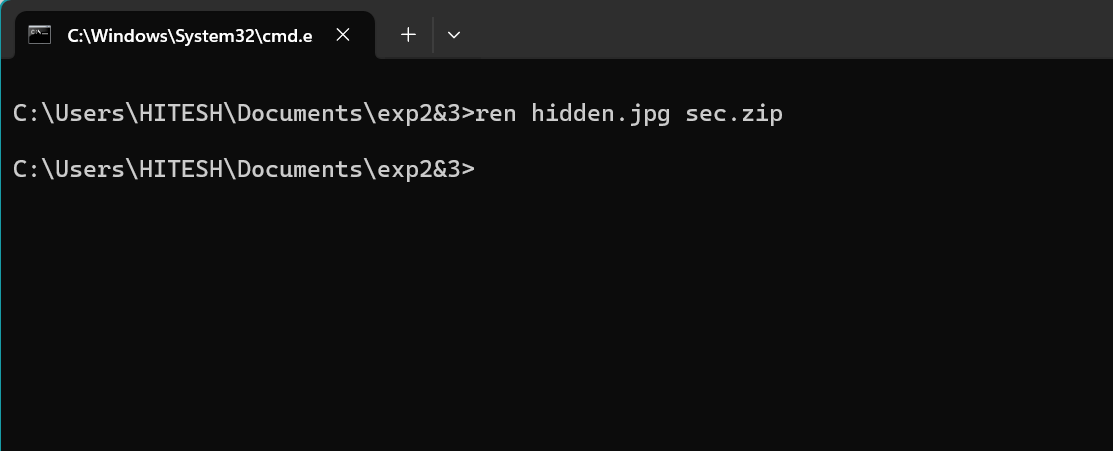 C:\Windows\System32\cmd.e
C:\Users\HITESH\Documents\exp2&3>ren hidden.jpg sec.zip
C:\Users\HITESH\Documents\exp2&3>